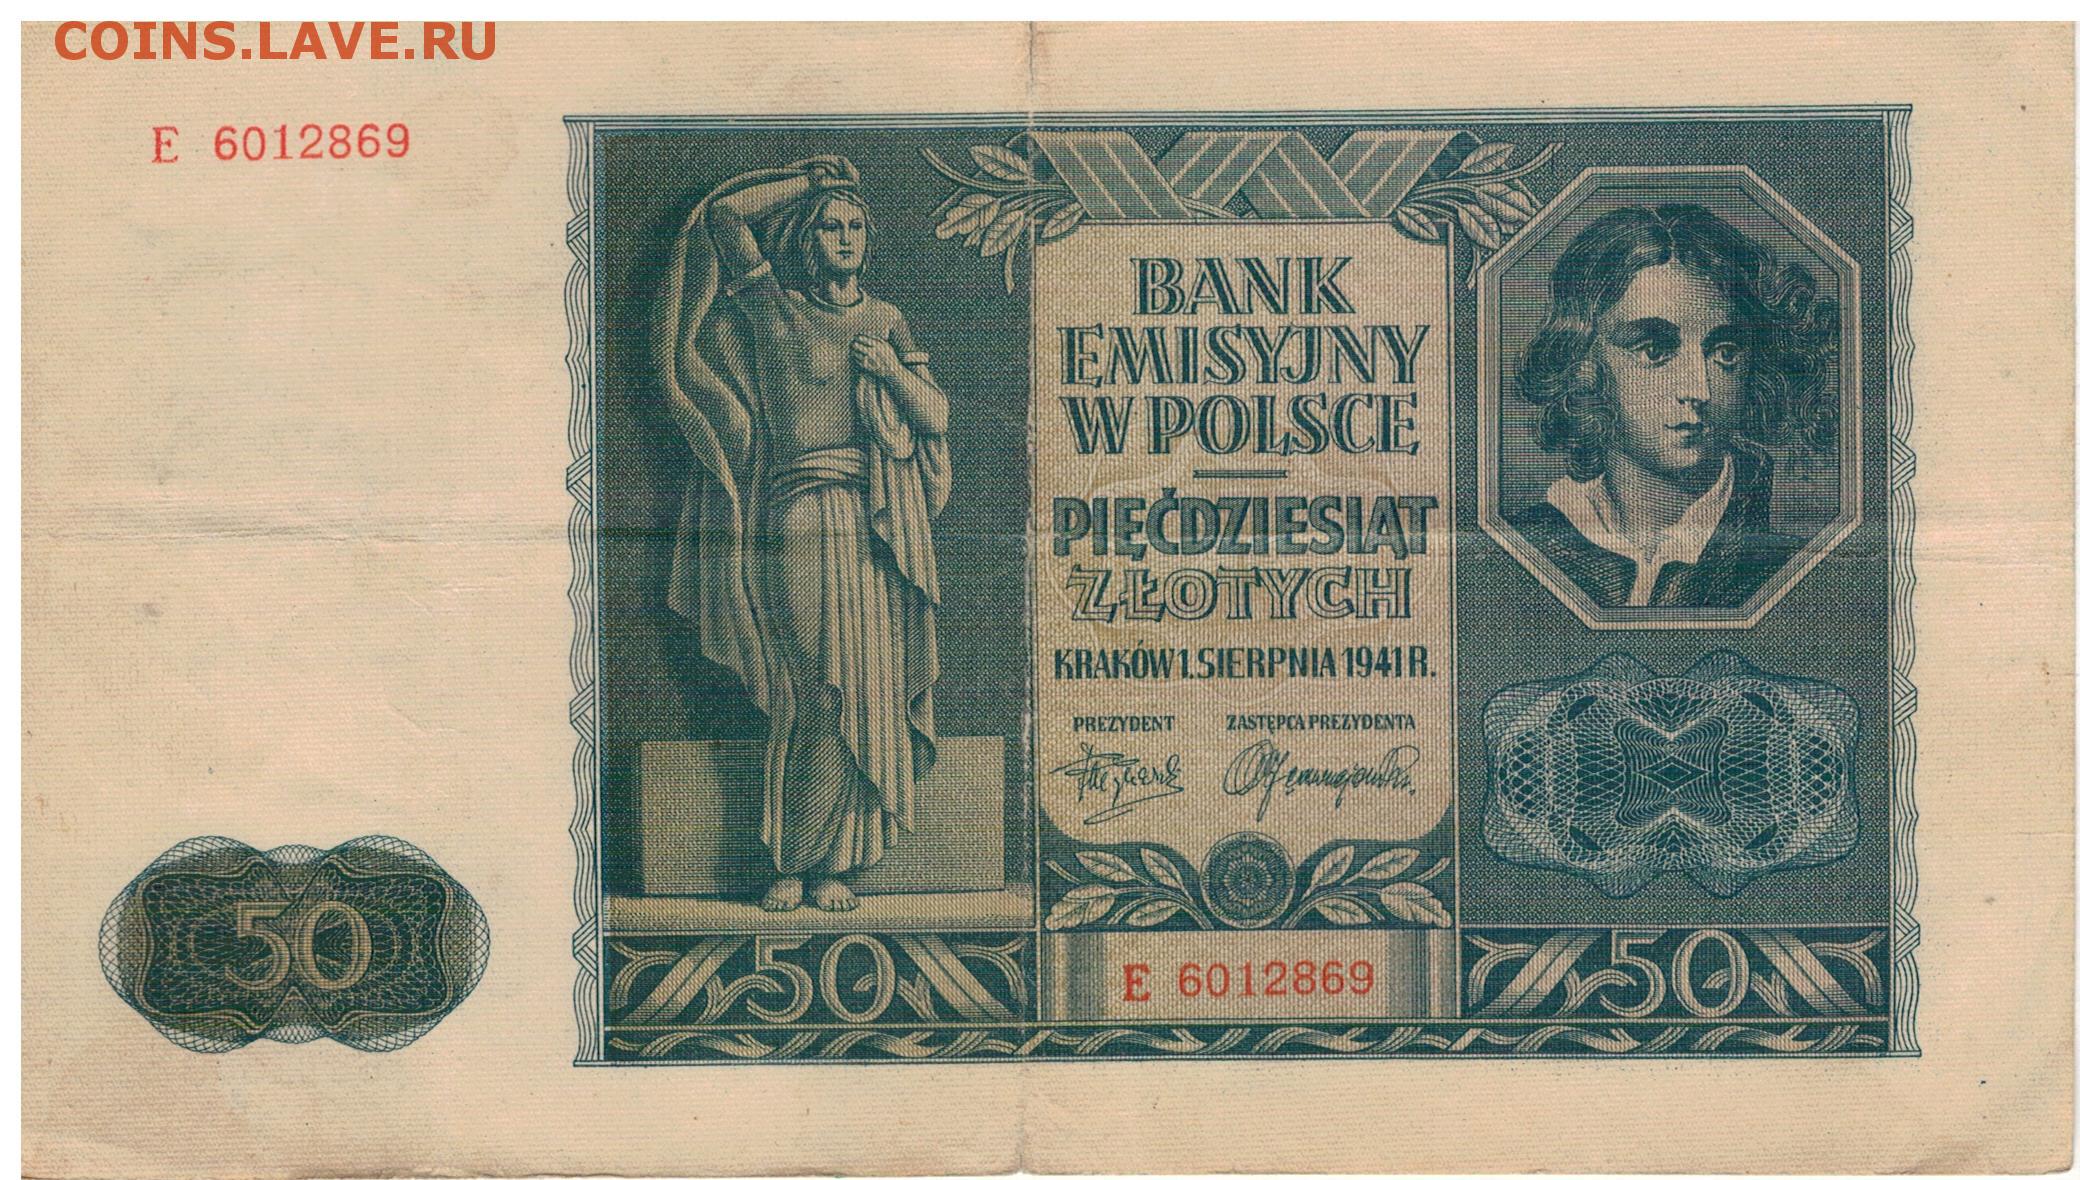 COINS.LAVE.RU
E 6012869
BANK
EMISYJNY
W POLSCE
PIĘĆDZIESIĄT
ZŁOTYCH
KRAKÓW 1. SIERPNIA 1941 R.
PREZYDENT ZASTĘPCA PREZYDENTA
50
50
E 6012869
50